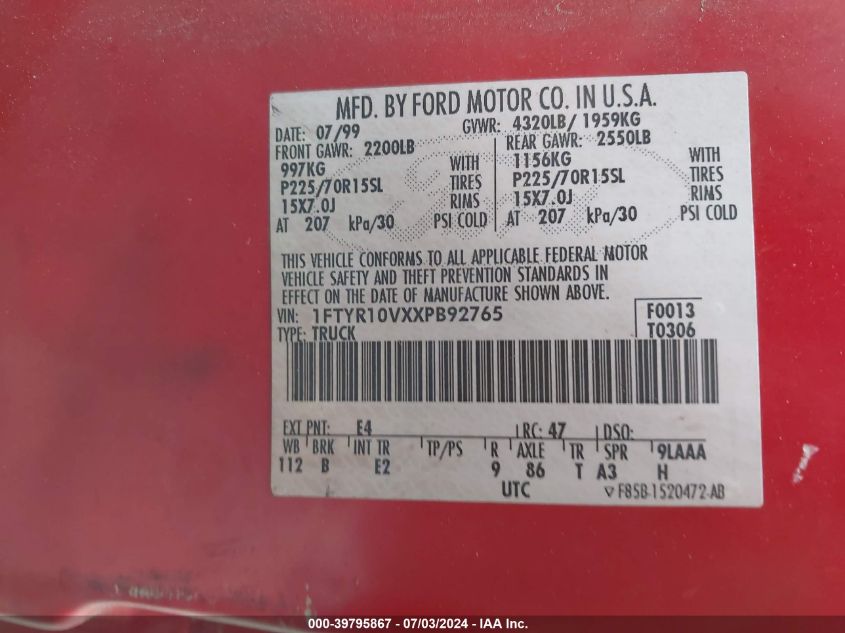 MFD. BY FORD MOTOR CO. IN U.S.A.
DATE: 07/99 GVWR: 4320LB/ 1959KG
FRONT GAWR: 2200LB REAR GAWR: 2550LB
997KG WITH 1156KG WITH
P225/70R15SL TIRES P225/70R15SL TIRES
15X7.0J RIMS 15X7.0J RIMS
AT 207 kPa/30 PSI COLD AT 207 kPa/30 PSI COLD
THIS VEHICLE CONFORMS TO ALL APPLICABLE FEDERAL MOTOR
VEHICLE SAFETY AND THEFT PREVENTION STANDARDS IN
EFFECT ON THE DATE OF MANUFACTURE SHOWN ABOVE.
VIN: 1FTYR10VXXPB92765 F0013
TYPE: TRUCK T0306
EXT PNT: E4 RC: 47 DSO:
WB BRK INT TR TP/PS R AXLE TR SPR 9LAAA
112 B E2 9 86 T A3 H
UTC F85B-1520472-AB
000-39795867 - 07/03/2024 - IAA Inc.